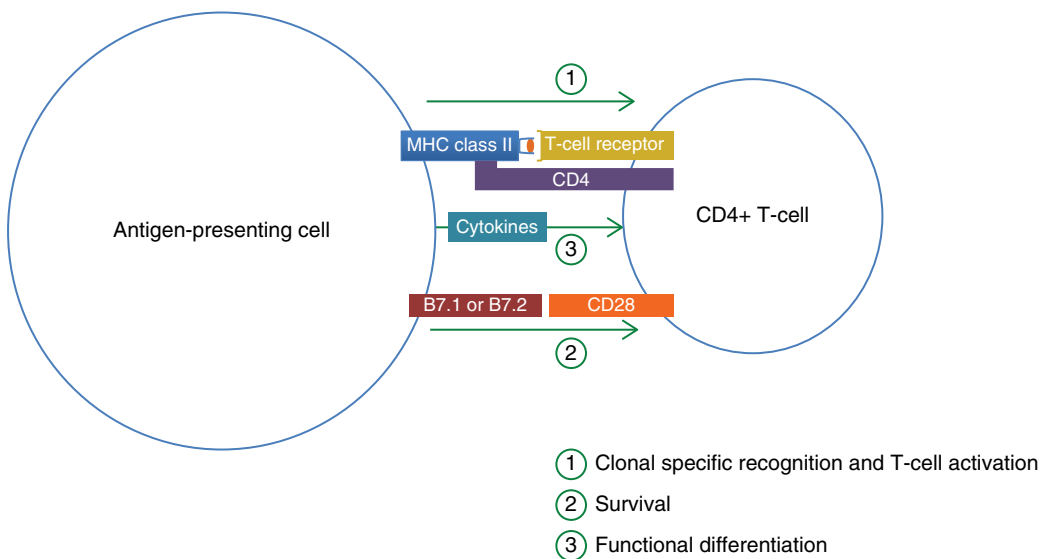 1
MHC class II
T-cell receptor
CD4
Antigen-presenting cell
CD4+ T-cell
Cytokines
3
B7.1 or B7.2
CD28
2
1 Clonal specific recognition and T-cell activation
2 Survival
3 Functional differentiation